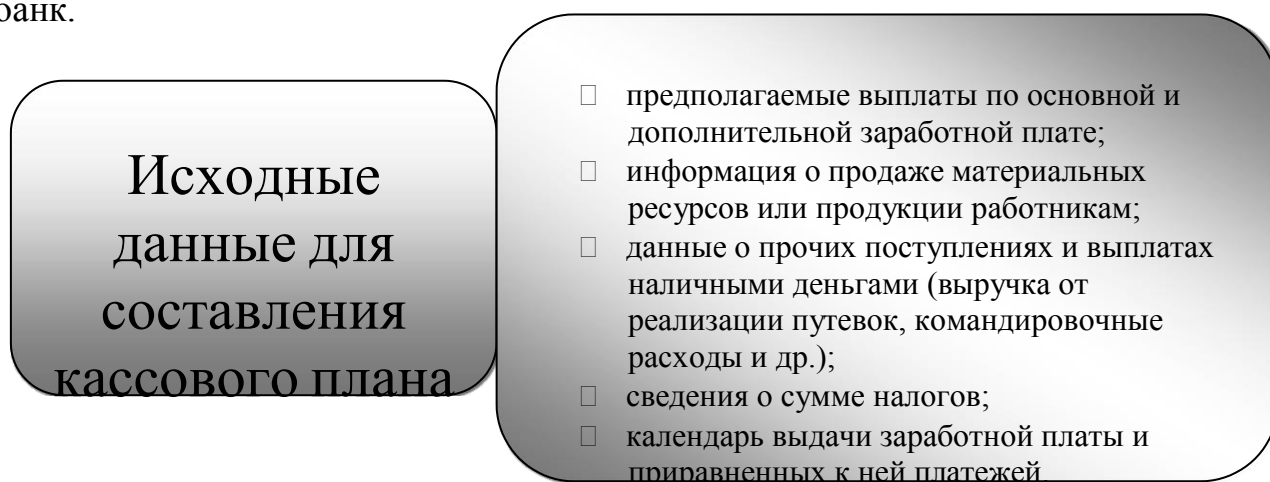 банк.
Исходные
данные для
составления
кассового плана
предполагаемые выплаты по основной и
дополнительной заработной плате;
информация о продаже материальных
ресурсов или продукции работникам;
данные о прочих поступлениях и выплатах
наличными деньгами (выручка от
реализации путевок, командировочные
расходы и др.);
сведения о сумме налогов;
календарь выдачи заработной платы и
приравненных к ней платежей.